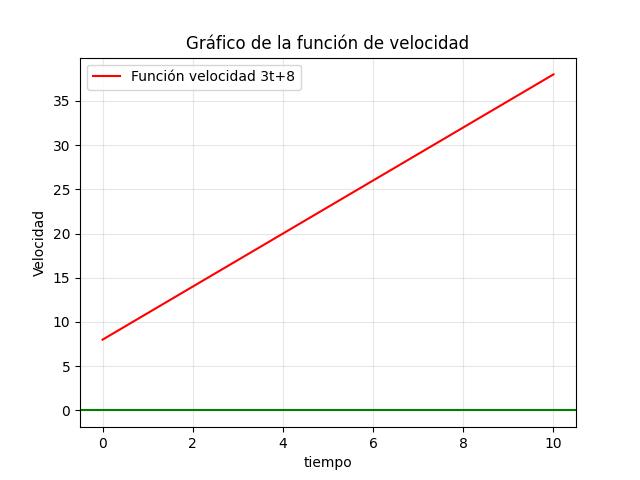 Gráfico de la función de velocidad
Función velocidad 3t+8
Velocidad
35
30
25
20
15
10
5
0
0 2 4 6 8 10
tiempo